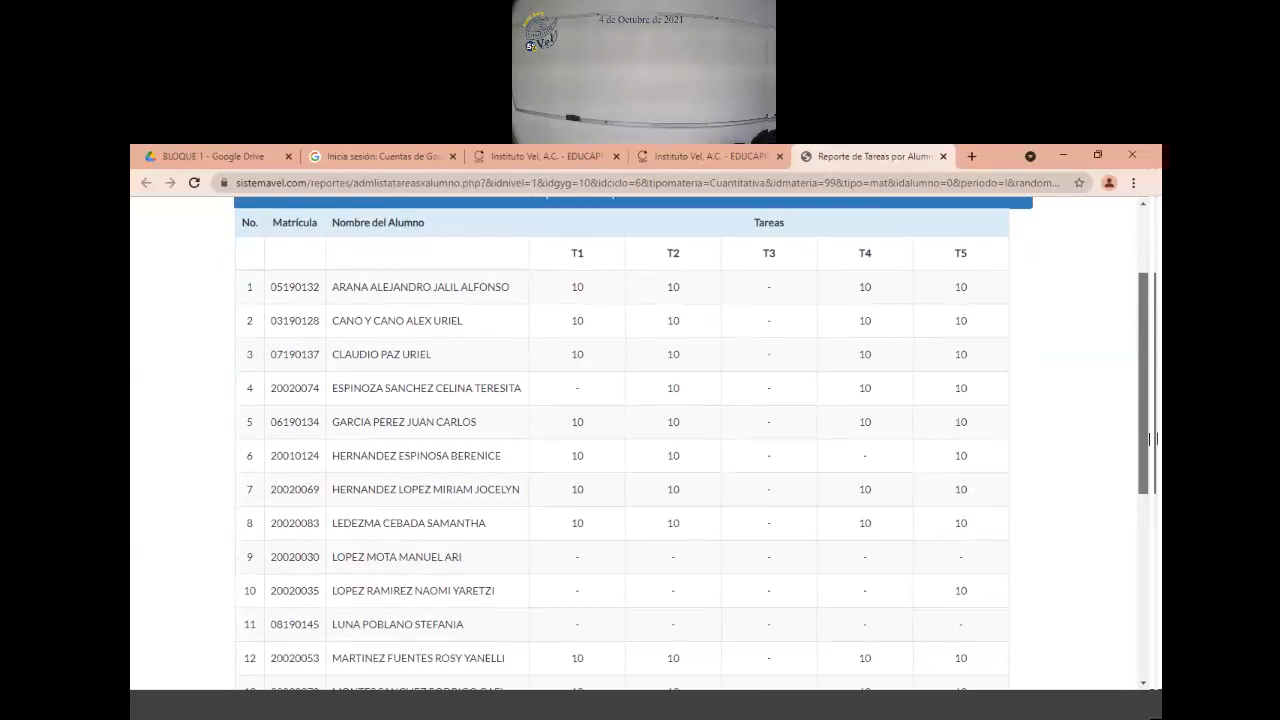 4 de Octubre de 2021
Vel
BLOQUE 1 - Google Drive
Inicia sesión: Cuentas de Goo
Instituto Vel, A.C. - EDUCAPP
Instituto Vel, A.C. - EDUCAPP
Reporte de Tareas por Alumn
sistemavel.com/reportes/admlistatareasxalumno.php?&idnivel=1&idgyg=10&idciclo=6&tipomateria=Cuantitativa&idmateria=99&tipo=mat&idalumno=0&periodo=I&random...
No. Matrícula Nombre del Alumno Tareas
T1 T2 T3 T4 T5
1 05190132 ARANA ALEJANDRO JALIL ALFONSO 10 10 - 10 10
2 03190128 CANO Y CANO ALEX URIEL 10 10 - 10 10
3 07190137 CLAUDIO PAZ URIEL 10 10 - 10 10
4 20020074 ESPINOZA SANCHEZ CELINA TERESITA - 10 - 10 10
5 06190134 GARCIA PEREZ JUAN CARLOS 10 10 - 10 10
6 20010124 HERNANDEZ ESPINOSA BERENICE 10 10 - - 10
7 20020069 HERNANDEZ LOPEZ MIRIAM JOCELYN 10 10 - 10 10
8 20020083 LEDEZMA CEBADA SAMANTHA 10 10 - 10 10
9 20020030 LOPEZ MOTA MANUEL ARI - - - - -
10 20020035 LOPEZ RAMIREZ NAOMI YARETZI - - - - 10
11 08190145 LUNA POBLANO STEFANIA - - - - -
12 20020053 MARTINEZ FUENTES ROSY YANELLI 10 10 - 10 10